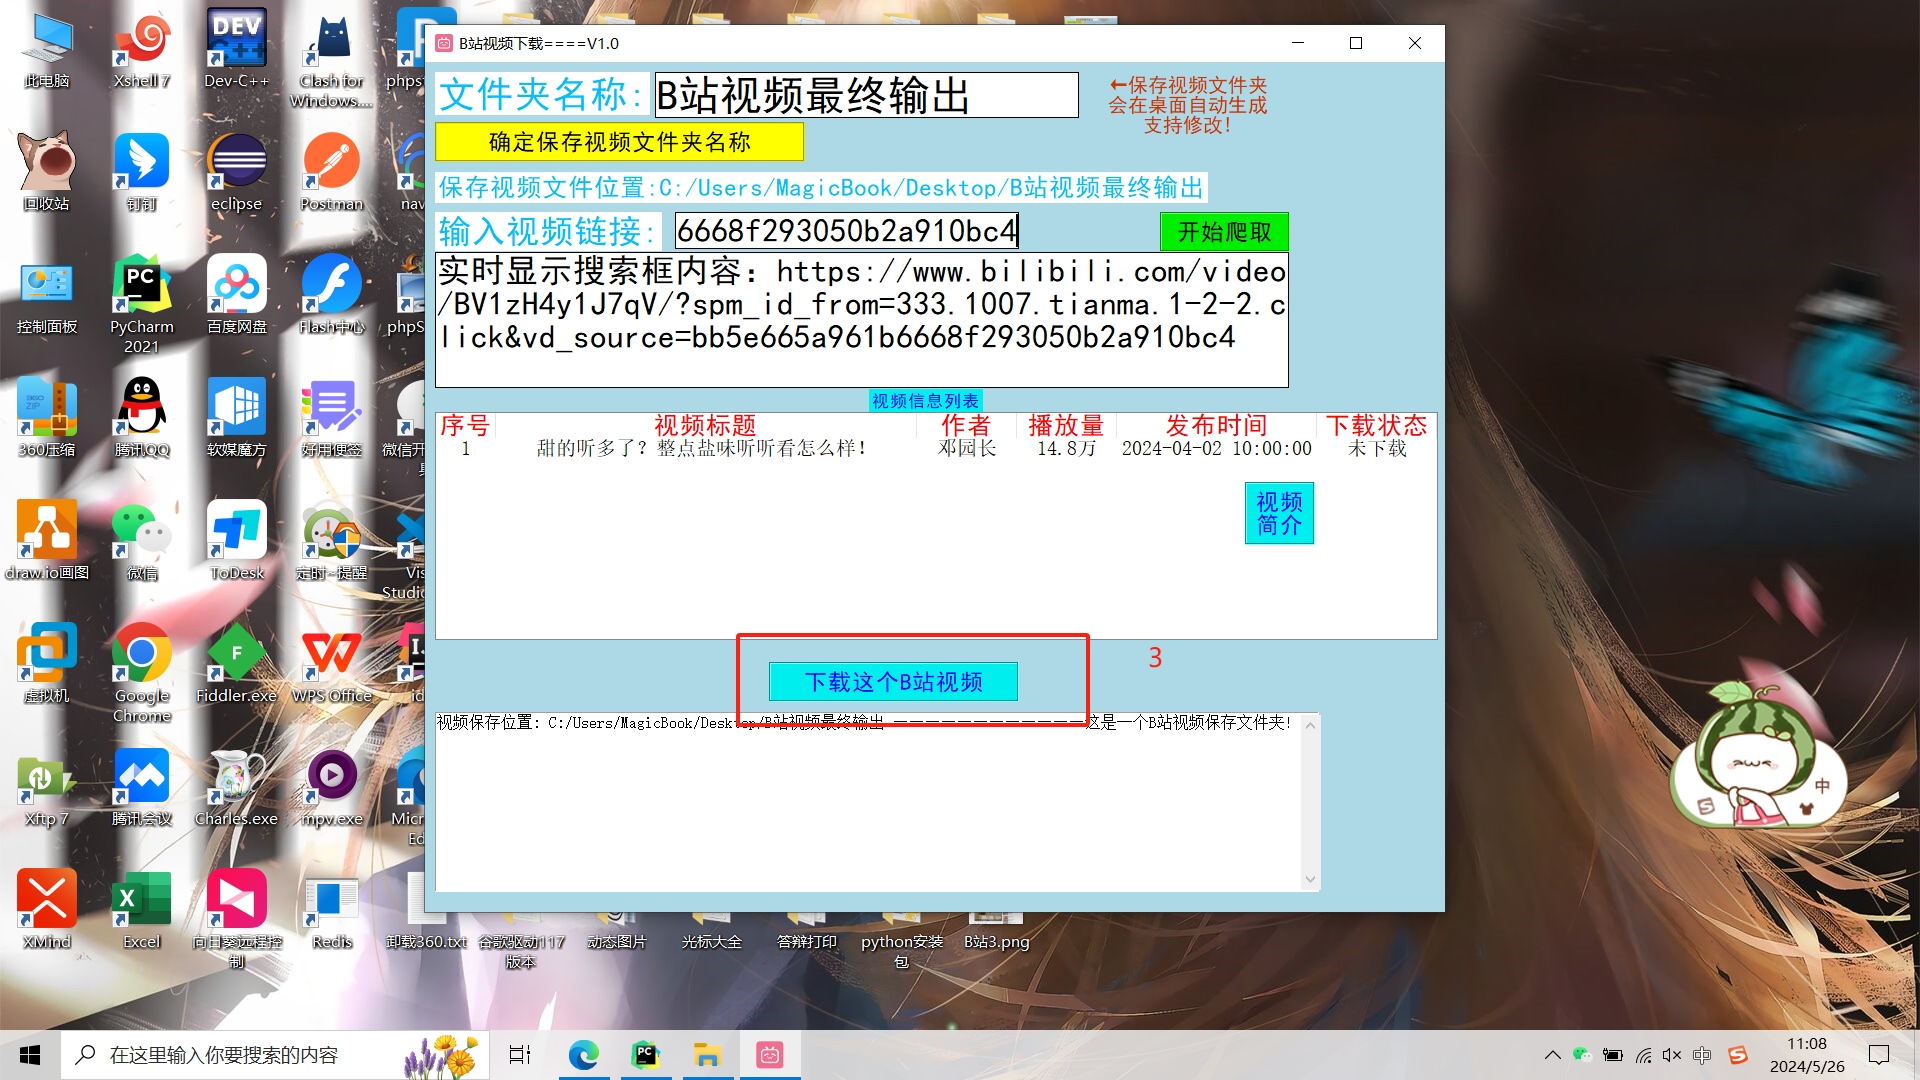 B站视频下载====V1.0
文件夹名称:
B站视频最终输出
←保存视频文件夹
会在桌面自动生成
支持修改!
确定保存视频文件夹名称
保存视频文件位置:C:/Users/MagicBook/Desktop/B站视频最终输出
输入视频链接:
6668f293050b2a910bc4
开始爬取
实时显示搜索框内容：https://www.bilibili.com/video
/BV1zH4y1J7qV/?spm_id_from=333.1007.tianma.1-2-2.c
lick&vd_source=bb5e665a961b6668f293050b2a910bc4
视频信息列表
序号 视频标题 作者 播放量 发布时间 下载状态
1 甜的听多了？整点盐味听听看怎么样！ 邓园长 14.8万 2024-04-02 10:00:00 未下载
视频
简介
3
下载这个B站视频
视频保存位置：C:/Users/MagicBook/Desktop/B站视频最终输出 ————————————这是一个B站视频保存文件夹!
此电脑
Xshell 7
Dev-C++
Clash for
Windows....
phpst
回收站
钉钉
eclipse
Postman
nav
控制面板
PyCharm
2021
百度网盘
Flash中心
phpS
360压缩
腾讯QQ
软媒魔方
好用便签
微信开
draw.io画图
微信
ToDesk
定时~提醒
Vis
Studio
虚拟机
Google
Chrome
Fiddler.exe
WPS Office
id
Xftp 7
腾讯会议
Charles.exe
mpv.exe
Micr
Ed
XMind
Excel
向日葵远程控
制
Redis
卸载360.txt
谷歌驱动117
版本
动态图片
光标大全
答辩打印
python安装
包
B站3.png
中
在这里输入你要搜索的内容
中
11:08
2024/5/26